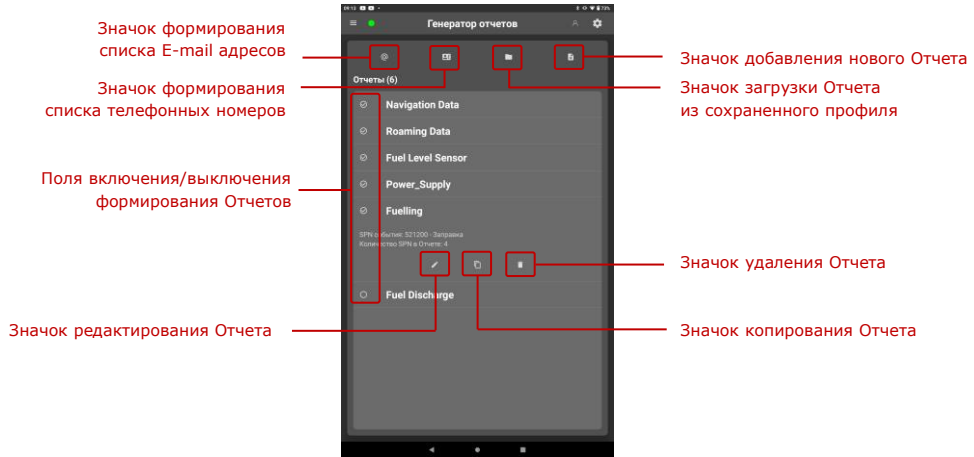 09:13
73%
Генератор отчетов
Значок формирования
списка E-mail адресов
Значок формирования
списка телефонных номеров
Поля включения/выключения
формирования Отчетов
Значок редактирования Отчета
Отчеты (6)
Navigation Data
Roaming Data
Fuel Level Sensor
Power_Supply
Fuelling
SPN события: 521200 - Заправка
Количество SPN в Отчете: 4
Fuel Discharge
Значок добавления нового Отчета
Значок загрузки Отчета
из сохраненного профиля
Значок удаления Отчета
Значок копирования Отчета